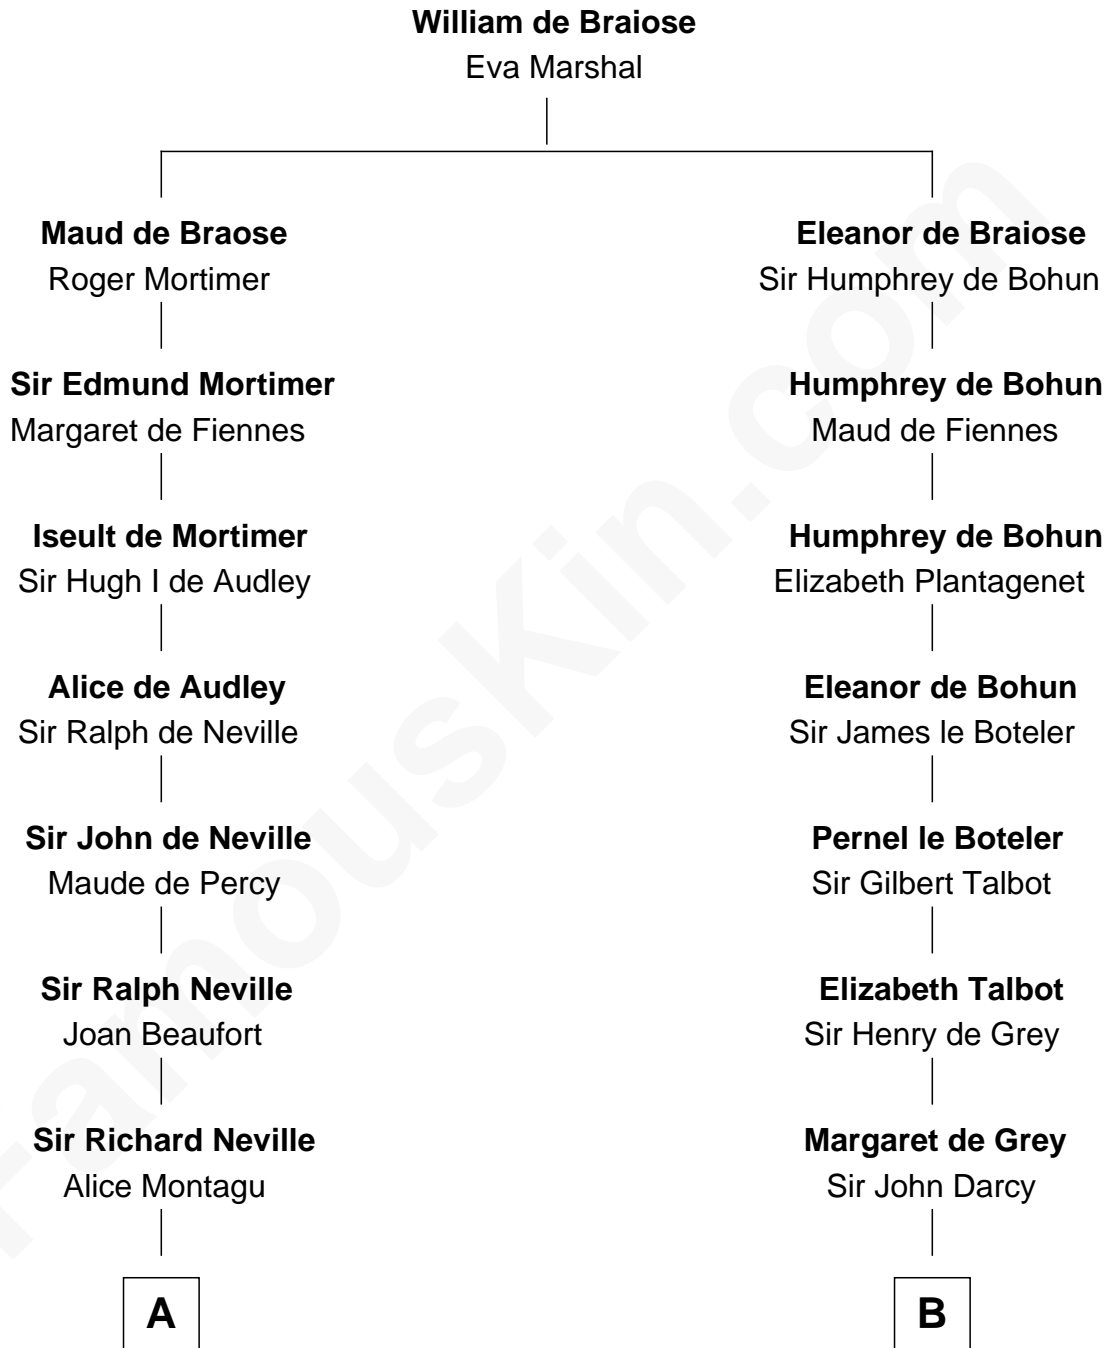 William de Braiose
Eva Marshal
Maud de Braose
Roger Mortimer
Eleanor de Braiose
Sir Humphrey de Bohun
Sir Edmund Mortimer
Margaret de Fiennes
Humphrey de Bohun
Maud de Fiennes
Iseult de Mortimer
Sir Hugh I de Audley
Humphrey de Bohun
Elizabeth Plantagenet
Alice de Audley
Sir Ralph de Neville
Eleanor de Bohun
Sir James le Boteler
Sir John de Neville
Maude de Percy
Pernel le Boteler
Sir Gilbert Talbot
Sir Ralph Neville
Joan Beaufort
Elizabeth Talbot
Sir Henry de Grey
Sir Richard Neville
Alice Montagu
Margaret de Grey
Sir John Darcy
A
B
FamousKin.com